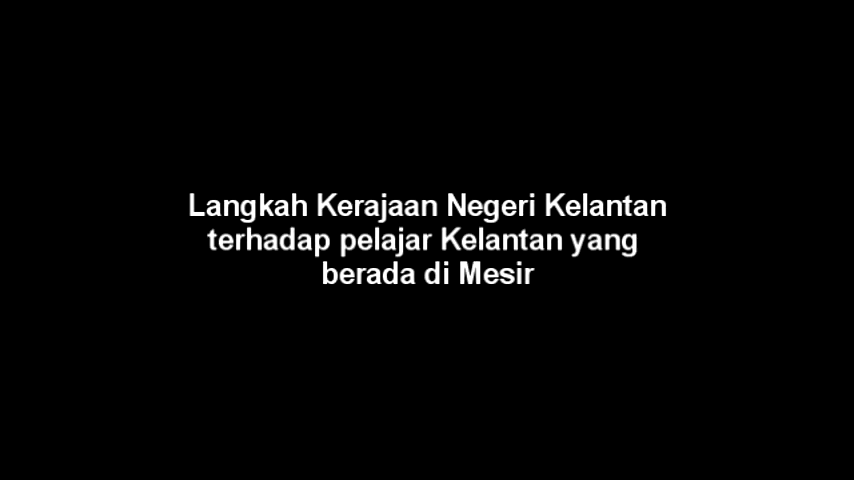 Langkah Kerajaan Negeri Kelantan
terhadap pelajar Kelantan yang
berada di Mesir